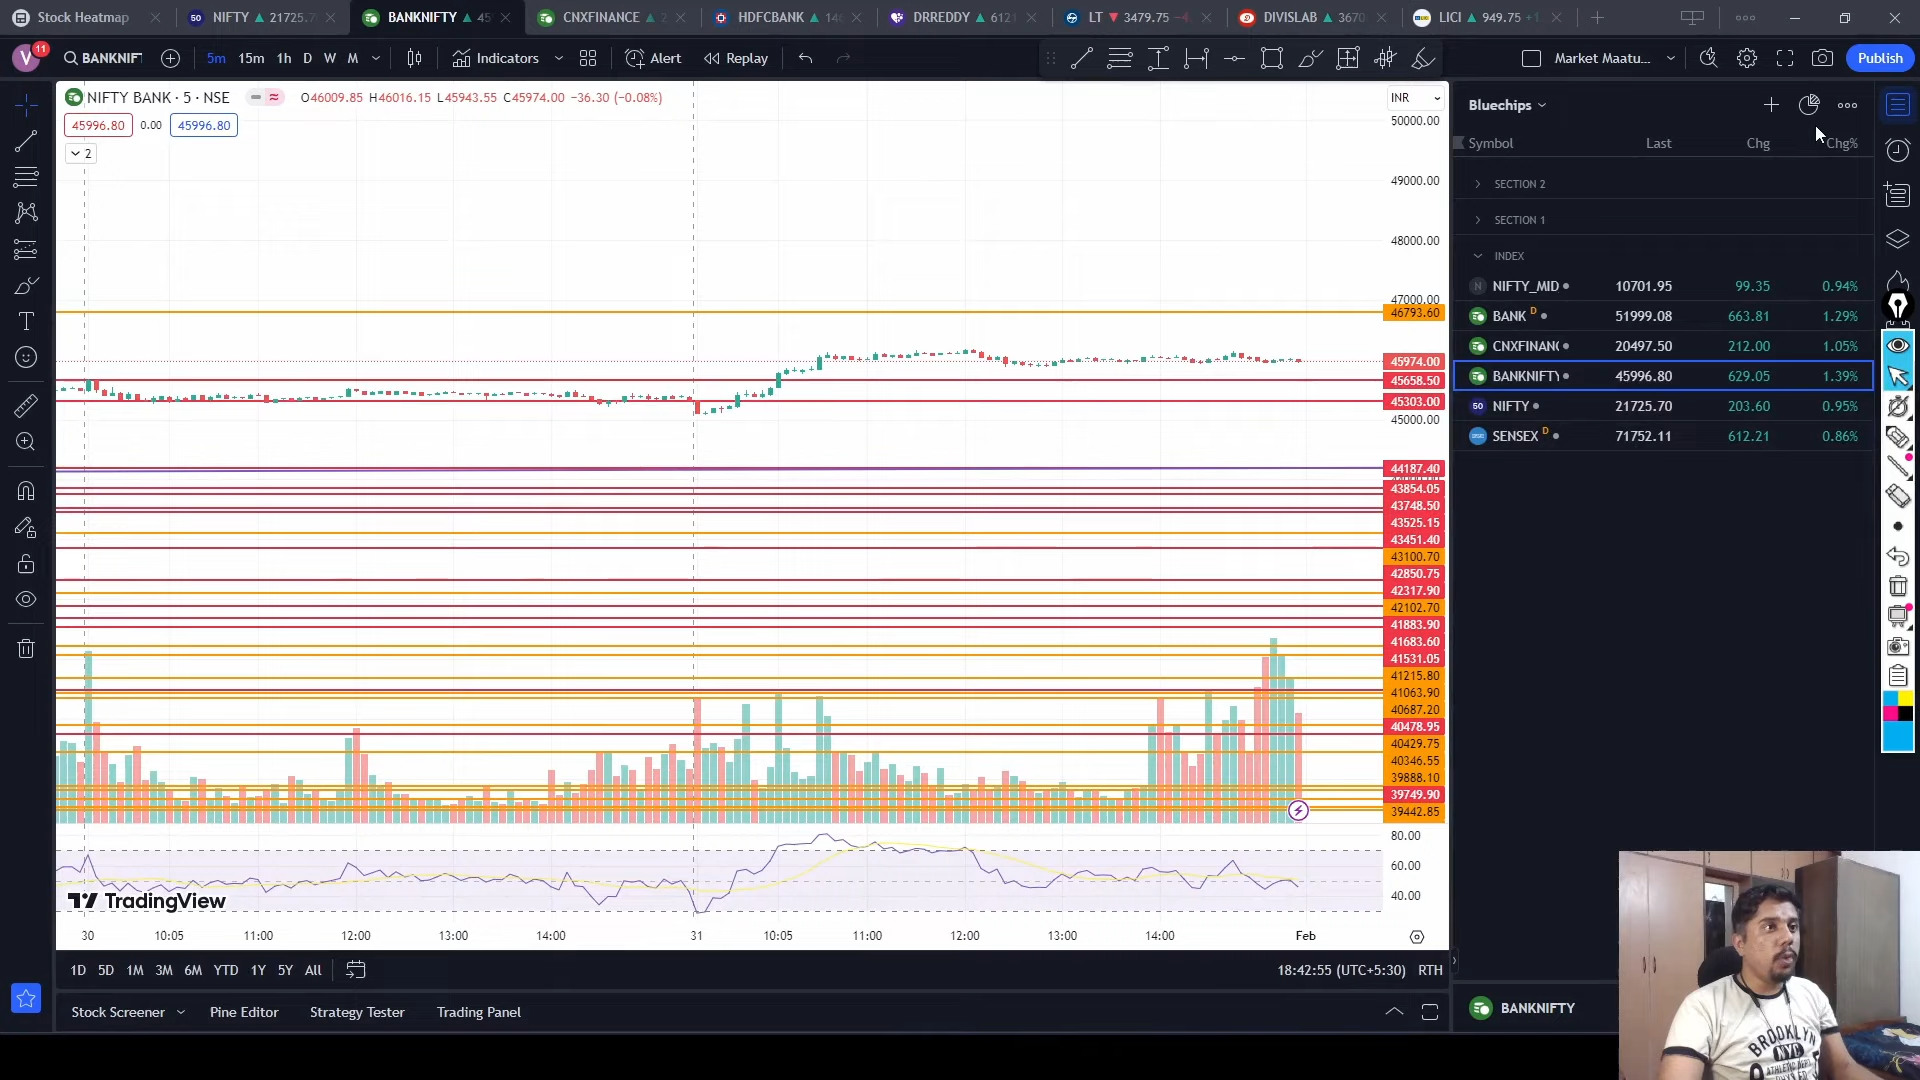 Stock Heatmap
NIFTY ▲ 21725.7
BANKNIFTY ▲ 45
CNXFINANCE ▲ 2
HDFCBANK ▲ 14
DRREDDY ▲ 6121
LT ▼ 3479.75 −4
DIVISLAB ▲ 3670
LICI ▲ 949.75 +1
V 11
BANKNIF
5m 15m 1h D W M
Indicators
Alert
Replay
Market Maatu...
Publish
NIFTY BANK · 5 · NSE
O46009.85 H46016.15 L45943.55 C45974.00 −36.30 (−0.08%)
45996.80 0.00 45996.80
2
INR
50000.00
49000.00
48000.00
47000.00
46793.60
45974.00
45658.50
45303.00
45000.00
44187.40
43854.05
43748.50
43525.15
43451.40
43100.70
42850.75
42317.90
42102.70
41883.90
41683.60
41531.05
41215.80
41063.90
40687.20
40478.95
40429.75
40346.55
39888.10
39749.90
39442.85
80.00
60.00
40.00
TradingView
30 10:05 11:00 12:00 13:00 14:00 31 10:05 11:00 12:00 13:00 14:00 Feb
1D 5D 1M 3M 6M YTD 1Y 5Y All
18:42:55 (UTC+5:30) RTH
Stock Screener
Pine Editor
Strategy Tester
Trading Panel
Bluechips
Symbol Last Chg Chg%
SECTION 2
SECTION 1
INDEX
NIFTY_MID 10701.95 99.35 0.94%
BANK D 51999.08 663.81 1.29%
CNXFINAN 20497.50 212.00 1.05%
BANKNIFTY 45996.80 629.05 1.39%
50 NIFTY 21725.70 203.60 0.95%
SENSEX D 71752.11 612.21 0.86%
BANKNIFTY
BROOKLYN
NYC